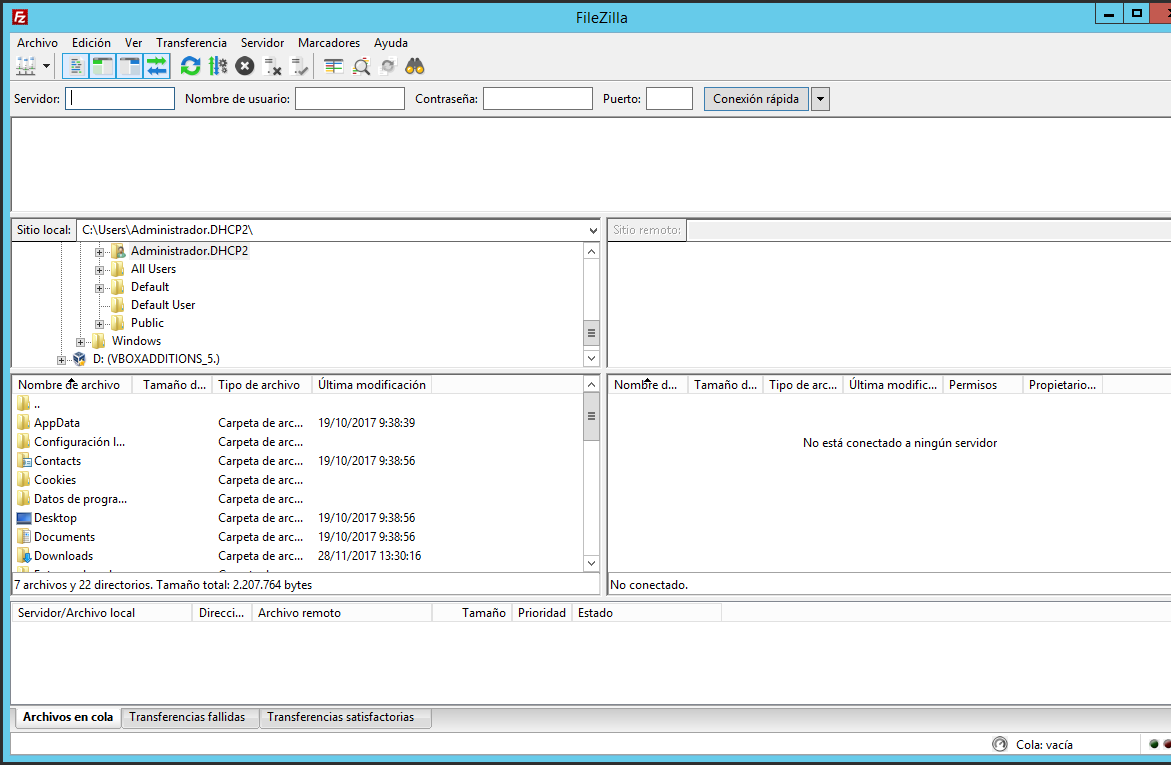 FileZilla
Archivo Edición Ver Transferencia Servidor Marcadores Ayuda
Servidor: Nombre de usuario: Contraseña: Puerto: Conexión rápida
Sitio local: C:\Users\Administrador.DHCP2\
Sitio remoto:
Administrador.DHCP2
All Users
Default
Default User
Public
Windows
D: (VBOXADDITIONS_5.)
Nombre de archivo Tamaño d... Tipo de archivo Última modificación
..
AppData Carpeta de arc... 19/10/2017 9:38:39
Configuración l... Carpeta de arc...
Contacts Carpeta de arc... 19/10/2017 9:38:56
Cookies Carpeta de arc...
Datos de progra... Carpeta de arc...
Desktop Carpeta de arc... 19/10/2017 9:38:56
Documents Carpeta de arc... 19/10/2017 9:38:56
Downloads Carpeta de arc... 28/11/2017 13:30:16
7 archivos y 22 directorios. Tamaño total: 2.207.764 bytes
Nombre d... Tamaño d... Tipo de arc... Última modific... Permisos Propietario...
No está conectado a ningún servidor
No conectado.
Servidor/Archivo local Direcci... Archivo remoto Tamaño Prioridad Estado
Archivos en cola Transferencias fallidas Transferencias satisfactorias
Cola: vacía